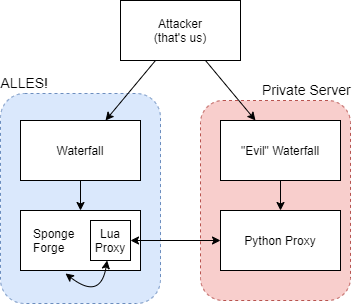 Attacker
(that's us)
ALLES!
Private Server
Waterfall
"Evil" Waterfall
Sponge
Forge
Lua
Proxy
Python Proxy